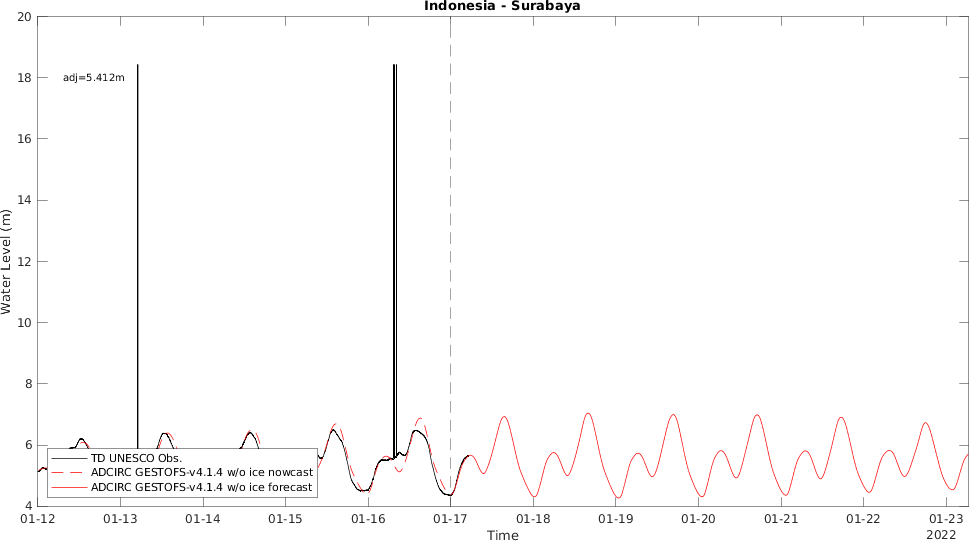 Indonesia - Surabaya
20
18
16
14
12
10
8
6
4
Water Level (m)
adj=5.412m
TD UNESCO Obs.
ADCIRC GESTOFS-v4.1.4 w/o ice nowcast
ADCIRC GESTOFS-v4.1.4 w/o ice forecast
01-12 01-13 01-14 01-15 01-16 01-17 01-18 01-19 01-20 01-21 01-22 01-23
Time
2022